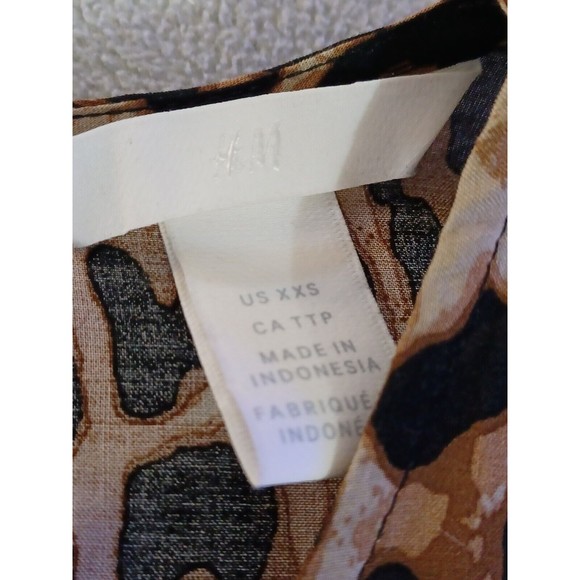 H&M
US XXS
CA TTP
MADE IN
INDONESIA
FABRIQUÉ
INDONÉ